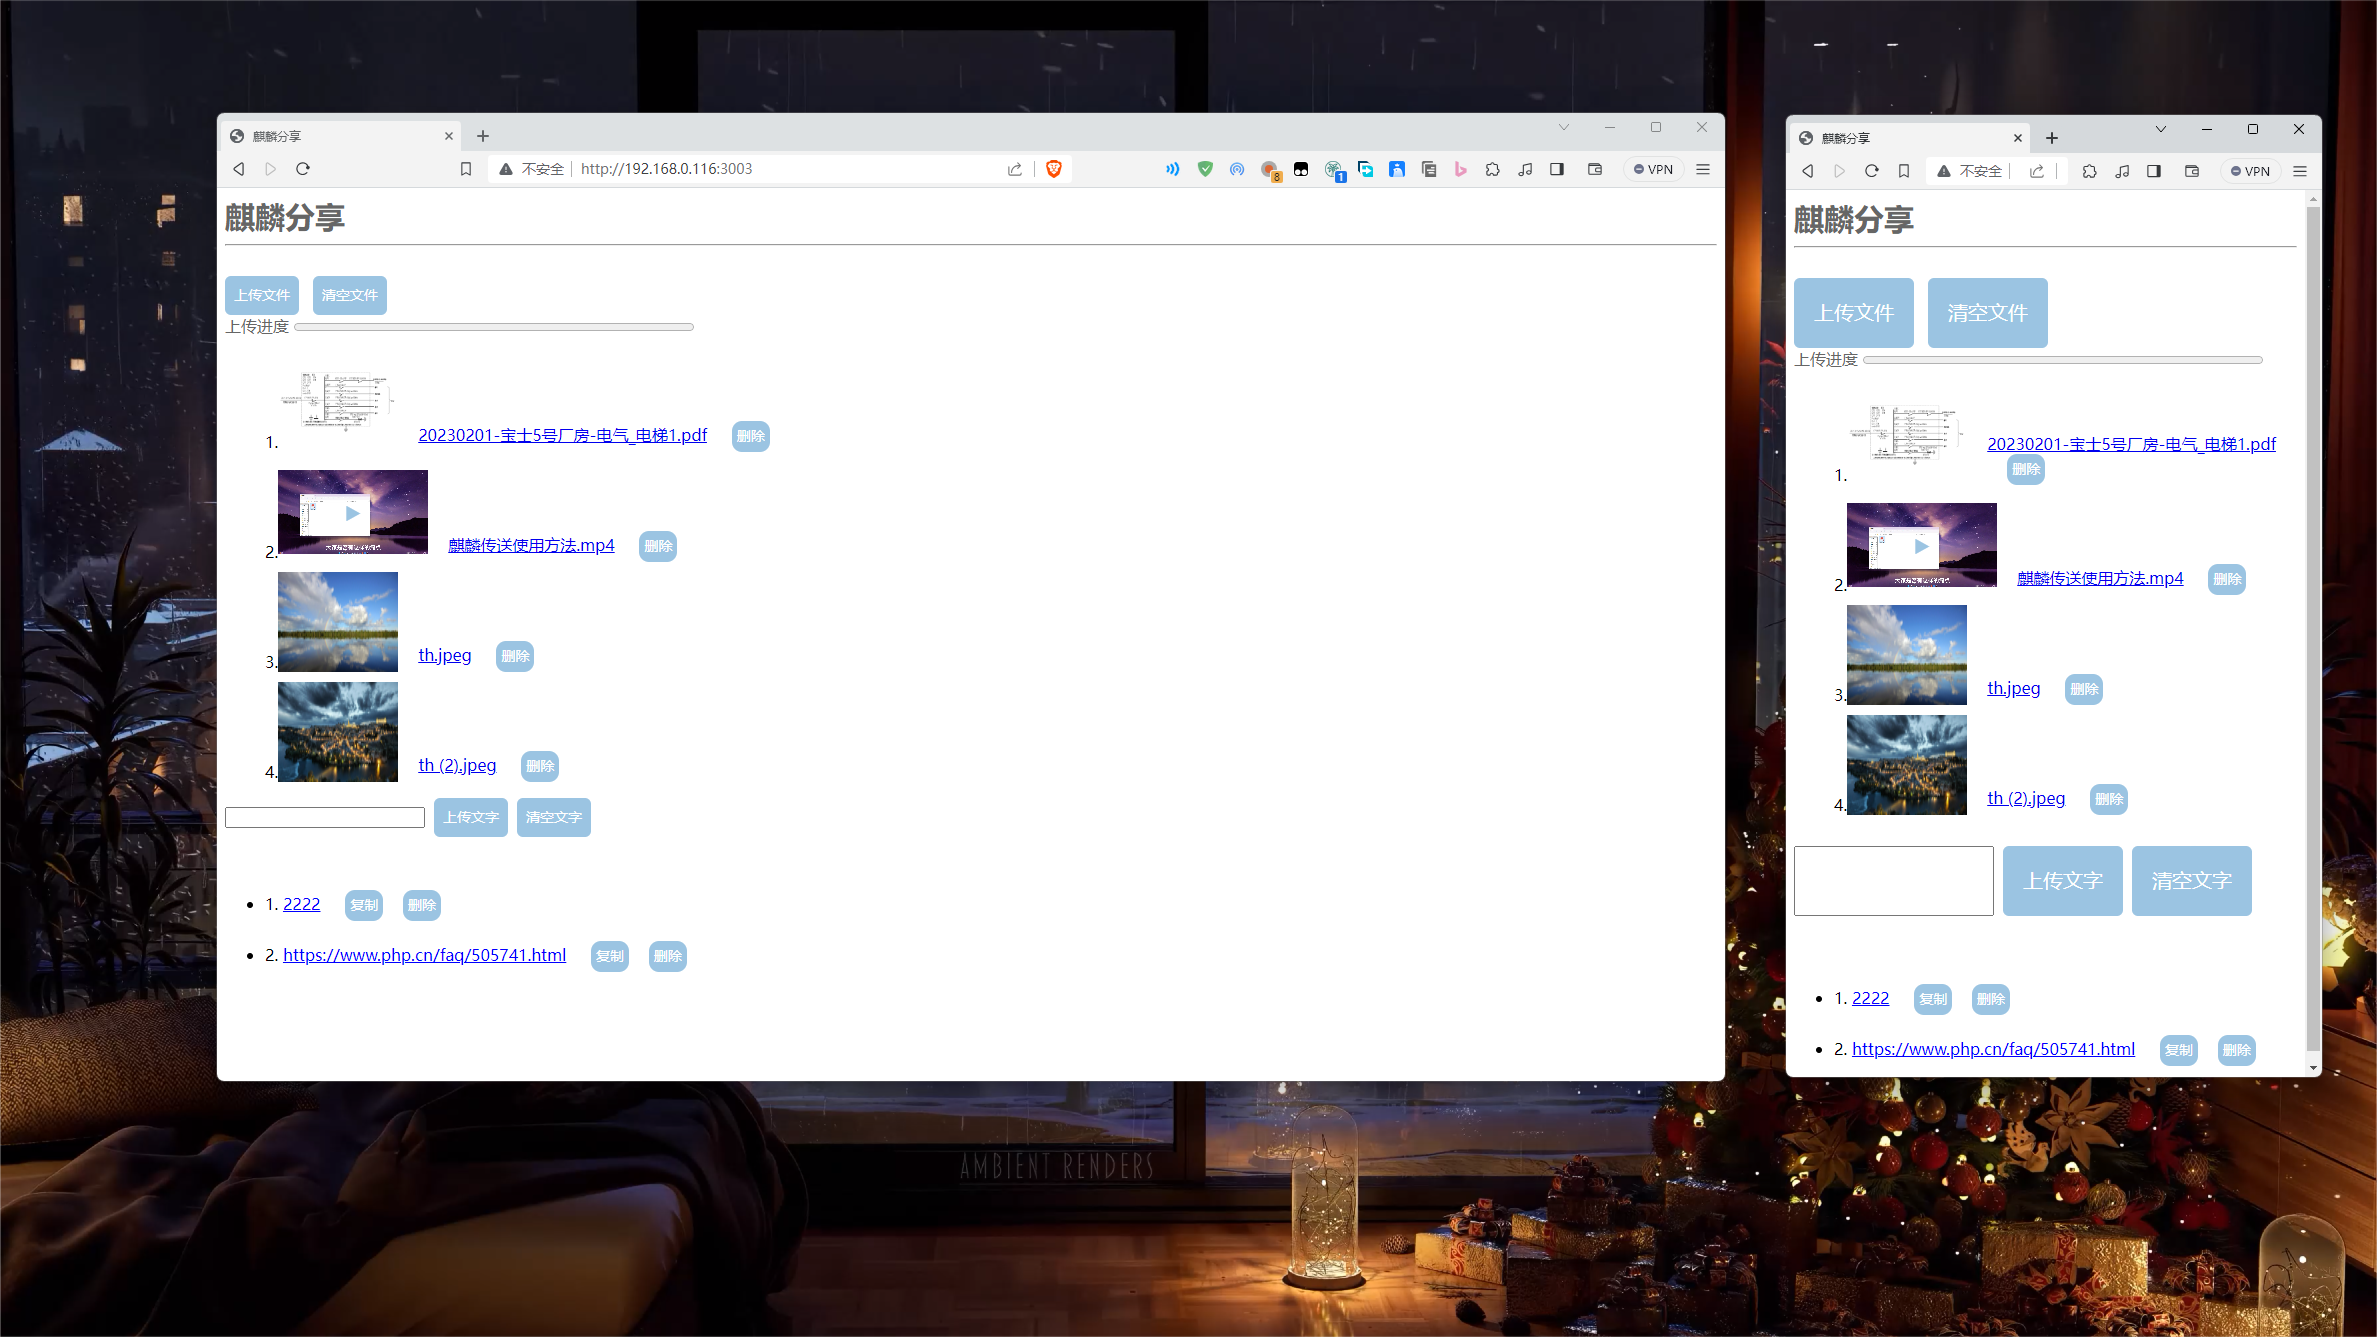 麒麟分享
不安全 http://192.168.0.116:3003
8
1
VPN
麒麟分享
上传文件 清空文件
上传进度
1. 20230201-宝士5号厂房-电气_电梯1.pdf 删除
2. 麒麟传送使用方法.mp4 删除
3. th.jpeg 删除
4. th (2).jpeg 删除
上传文字 清空文字
1. 2222 复制 删除
2. https://www.php.cn/faq/505741.html 复制 删除
麒麟分享
不安全
VPN
麒麟分享
上传文件 清空文件
上传进度
1. 20230201-宝士5号厂房-电气_电梯1.pdf
删除
2. 麒麟传送使用方法.mp4 删除
3. th.jpeg 删除
4. th (2).jpeg 删除
上传文字 清空文字
1. 2222 复制 删除
2. https://www.php.cn/faq/505741.html 复制 删除
AMBIENT RENDERS